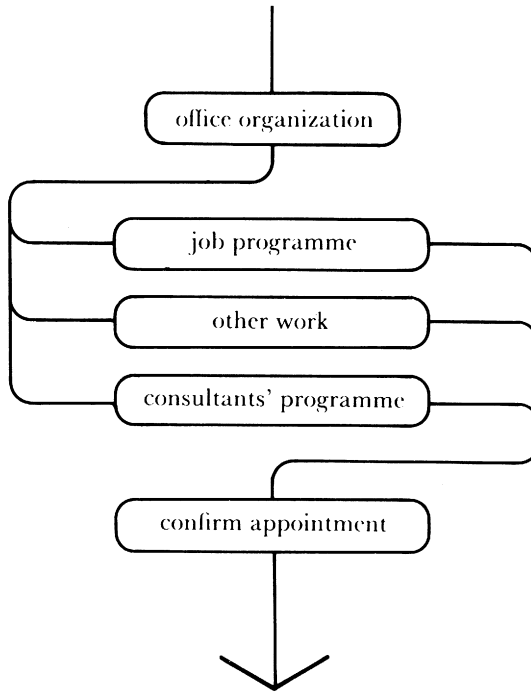 office organization
job programme
other work
consultants' programme
confirm appointment